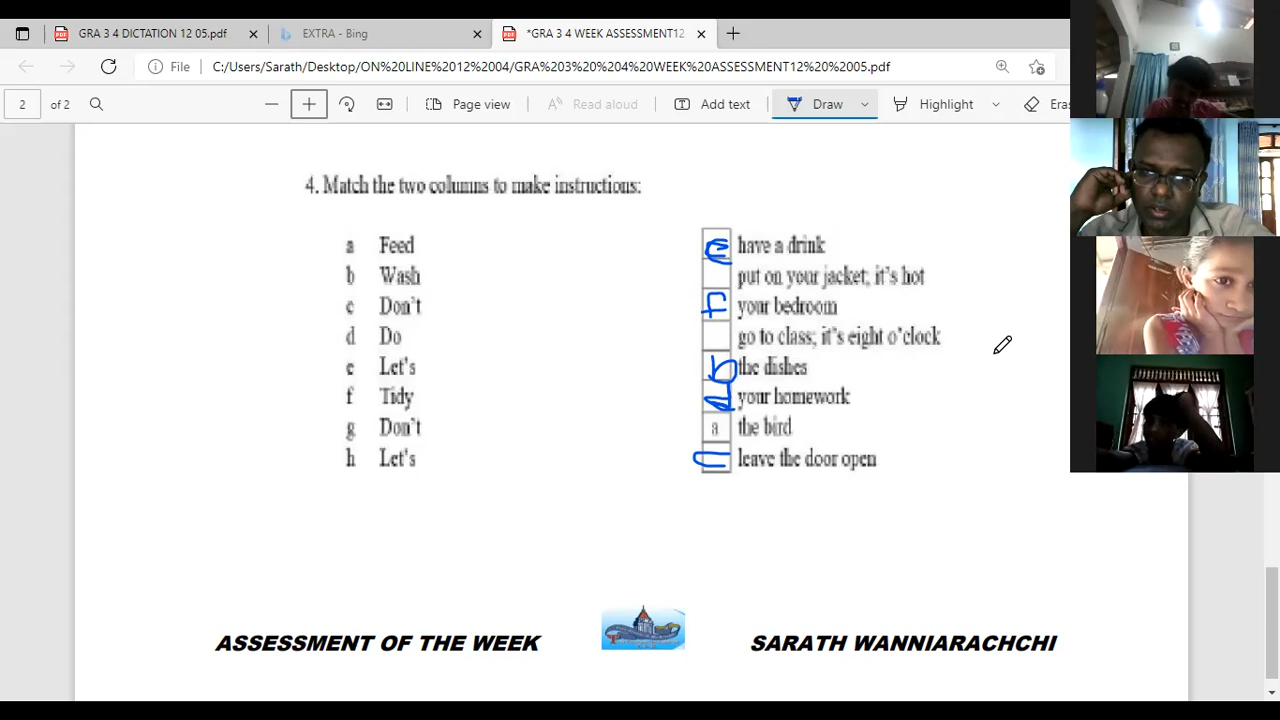 GRA 3 4 DICTATION 12 05.pdf
EXTRA - Bing
*GRA 3 4 WEEK ASSESSMENT12
File
C:/Users/Sarath/Desktop/ON%20LINE%2012%2004/GRA%203%20%204%20WEEK%20ASSESSMENT12%20%2005.pdf
2 of 2
Page view
Read aloud
Add text
Draw
Highlight
Eras
4. Match the two columns to make instructions:
a Feed e have a drink
b Wash put on your jacket; it's hot
c Don't f your bedroom
d Do go to class; it's eight o'clock
e Let's b the dishes
f Tidy d your homework
g Don't a the bird
h Let's leave the door open
ASSESSMENT OF THE WEEK
SARATH WANNIARACHCHI